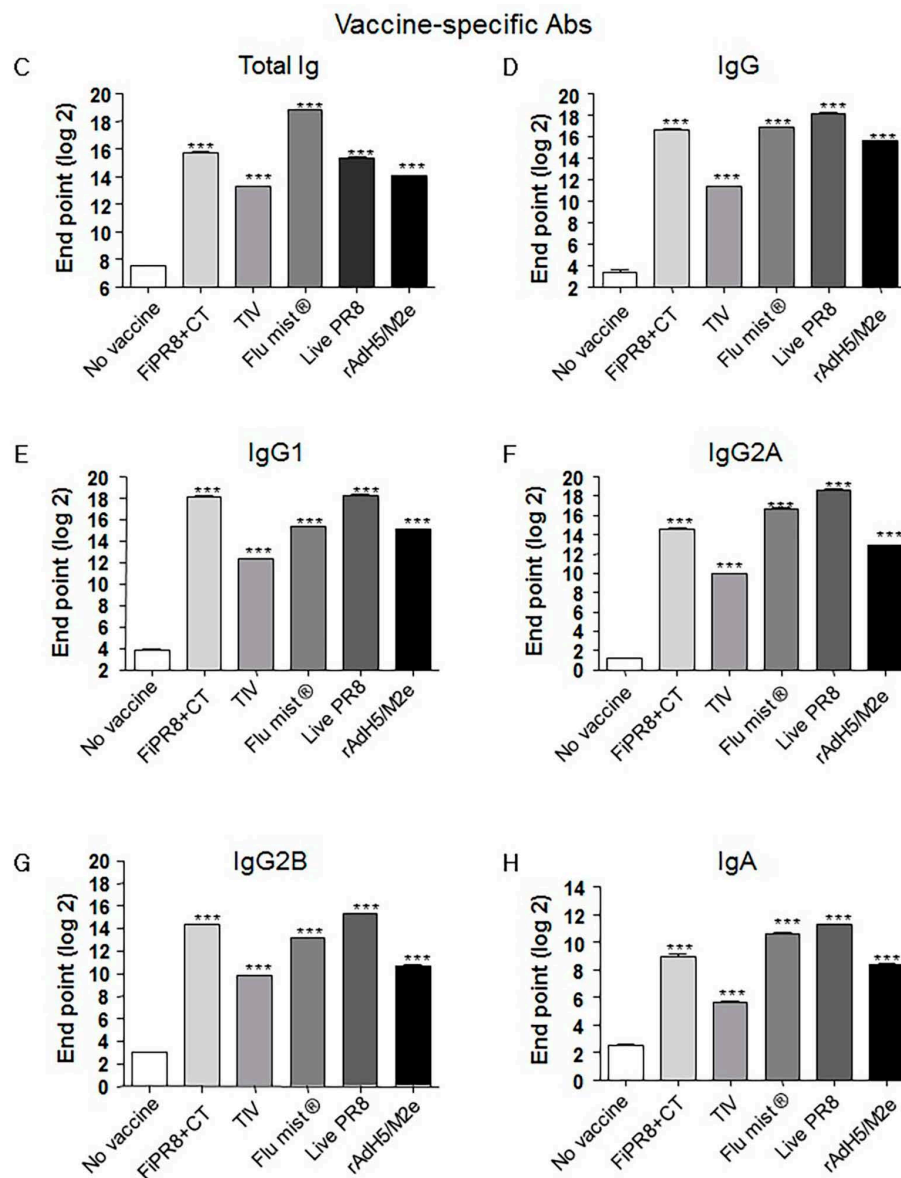 Vaccine-specific Abs
C
Total Ig
End point (log 2)
20
18
16
14
12
10
8
6
***
***
***
***
***
No vaccine
FiPR8+CT
TIV
Flu mist®
Live PR8
rAdH5/M2e
D
IgG
End point (log 2)
20
18
16
14
12
10
8
6
4
2
***
***
***
***
***
No vaccine
FiPR8+CT
TIV
Flu mist®
Live PR8
rAdH5/M2e
E
IgG1
End point (log 2)
20
18
16
14
12
10
8
6
4
2
***
***
***
***
***
No vaccine
FiPR8+CT
TIV
Flu mist®
Live PR8
rAdH5/M2e
F
IgG2A
End point (log 2)
20
18
16
14
12
10
8
6
4
2
0
***
***
***
***
***
No vaccine
FiPR8+CT
TIV
Flu mist®
Live PR8
rAdH5/M2e
G
IgG2B
End point (log 2)
20
18
16
14
12
10
8
6
4
2
0
***
***
***
***
***
No vaccine
FiPR8+CT
TIV
Flu mist®
Live PR8
rAdH5/M2e
H
IgA
End point (log 2)
14
12
10
8
6
4
2
0
***
***
***
***
***
No vaccine
FiPR8+CT
TIV
Flu mist®
Live PR8
rAdH5/M2e